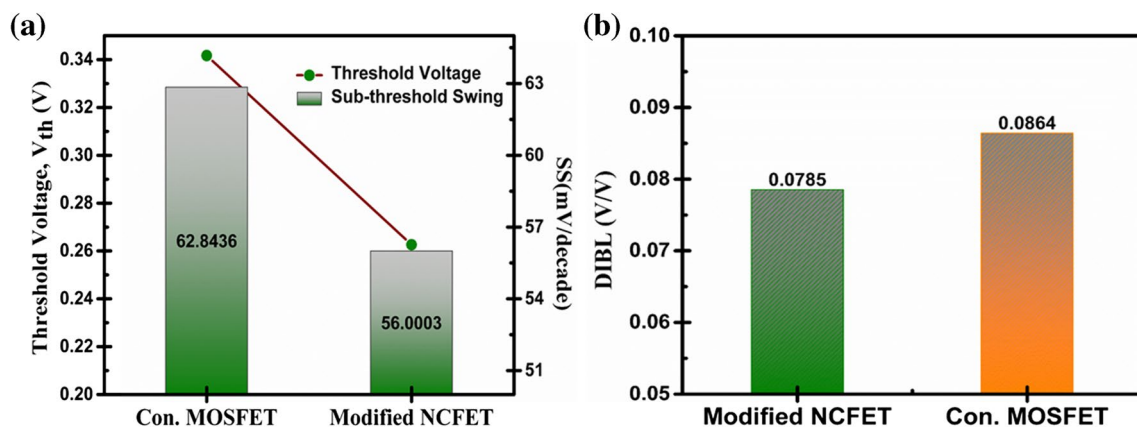 (a)
Threshold Voltage, Vth (V)
0.34
0.32
0.30
0.28
0.26
0.24
0.22
0.20
Threshold Voltage
Sub-threshold Swing
62.8436
56.0003
63
60
56
54
51
SS(mV/decade)
Con. MOSFET
Modified NCFET
(b)
DIBL (V/V)
0.10
0.09
0.08
0.07
0.06
0.05
0.0785
0.0864
Modified NCFET
Con. MOSFET